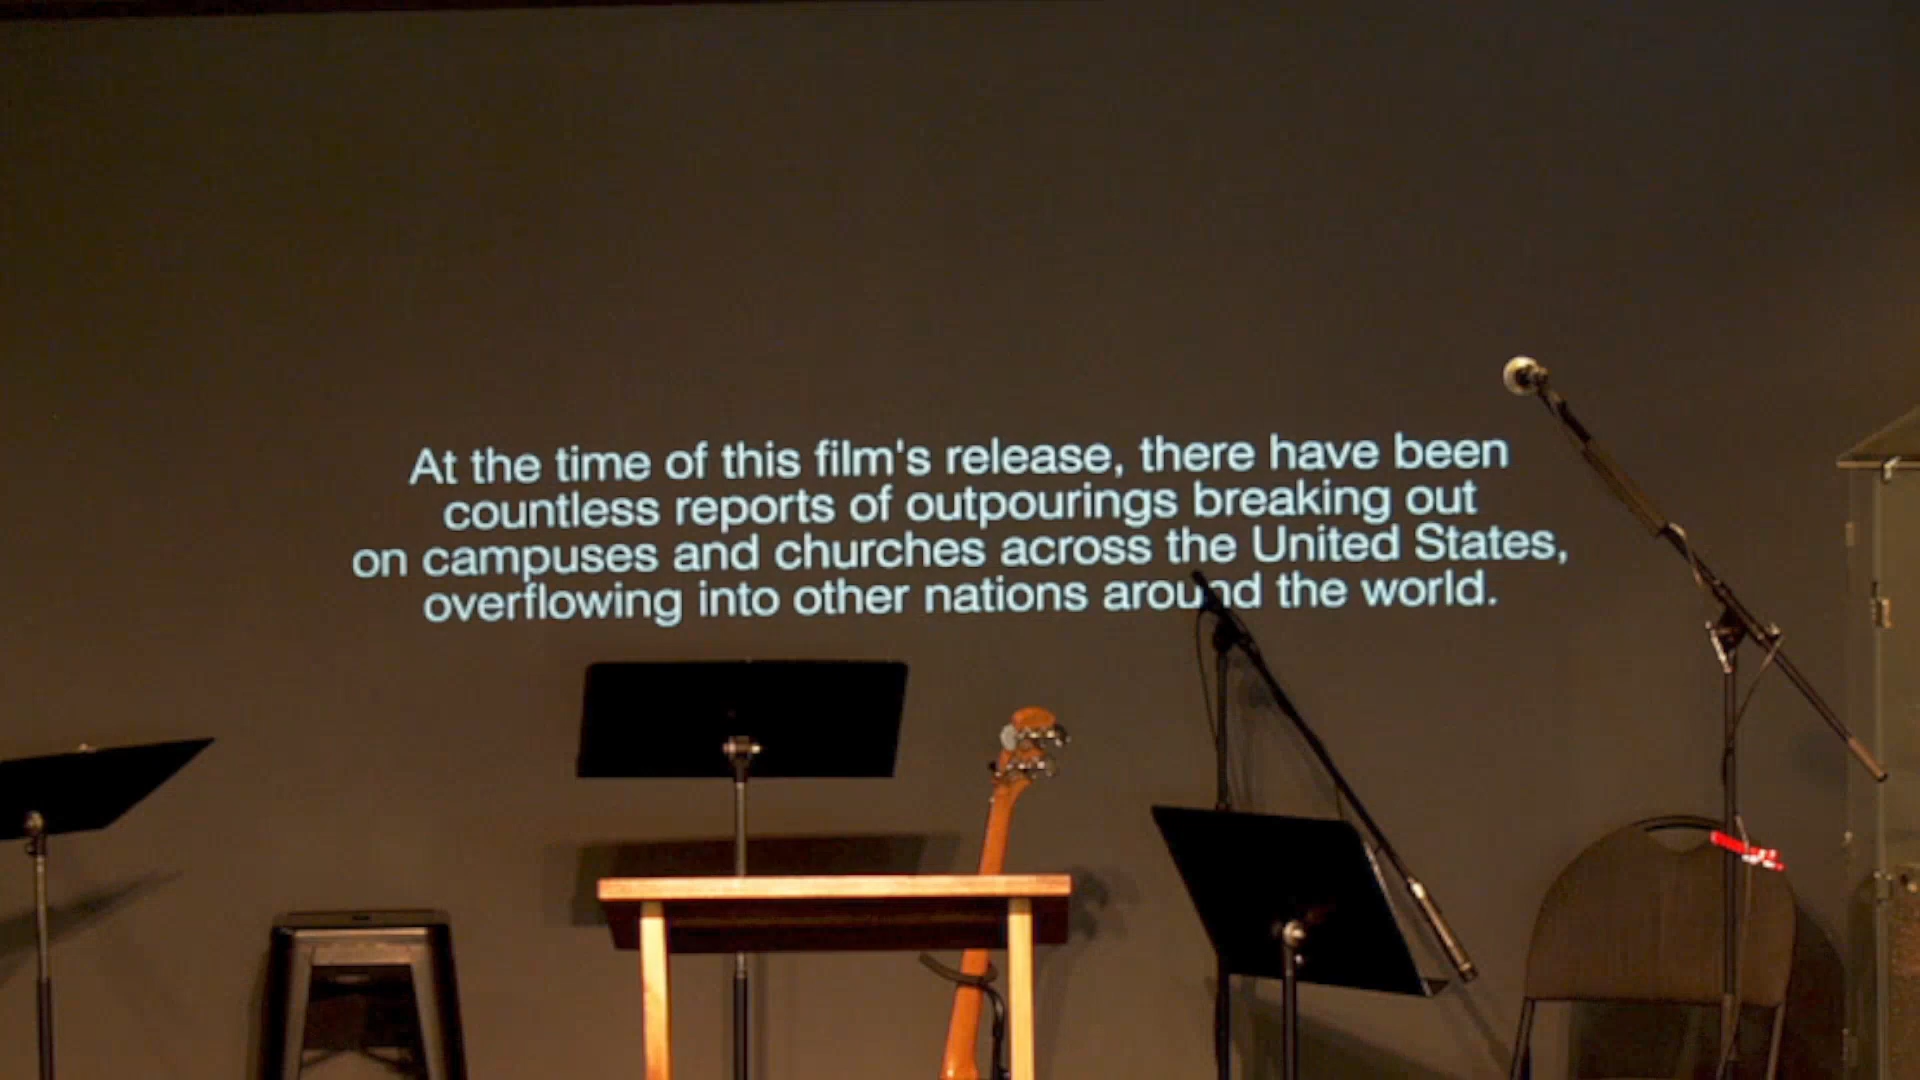 At the time of this film's release, there have been
countless reports of outpourings breaking out
on campuses and churches across the United States,
overflowing into other nations around the world.